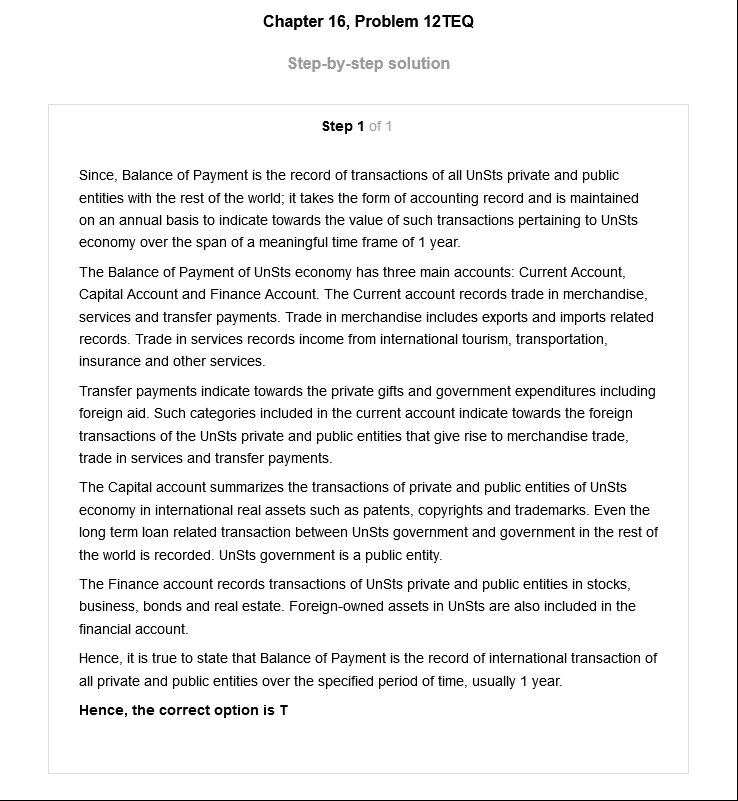 Chapter 16, Problem 12TEQ
Step-by-step solution
Step 1 of 1
Since, Balance of Payment is the record of transactions of all UnSts private and public
entities with the rest of the world; it takes the form of accounting record and is maintained
on an annual basis to indicate towards the value of such transactions pertaining to UnSts
economy over the span of a meaningful time frame of 1 year.
The Balance of Payment of UnSts economy has three main accounts: Current Account,
Capital Account and Finance Account. The Current account records trade in merchandise,
services and transfer payments. Trade in merchandise includes exports and imports related
records. Trade in services records income from international tourism, transportation,
insurance and other services.
Transfer payments indicate towards the private gifts and government expenditures including
foreign aid. Such categories included in the current account indicate towards the foreign
transactions of the UnSts private and public entities that give rise to merchandise trade,
trade in services and transfer payments.
The Capital account summarizes the transactions of private and public entities of UnSts
economy in international real assets such as patents, copyrights and trademarks. Even the
long term loan related transaction between UnSts government and government in the rest of
the world is recorded. UnSts government is a public entity.
The Finance account records transactions of UnSts private and public entities in stocks,
business, bonds and real estate. Foreign-owned assets in UnSts are also included in the
financial account.
Hence, it is true to state that Balance of Payment is the record of international transaction of
all private and public entities over the specified period of time, usually 1 year.
Hence, the correct option is T